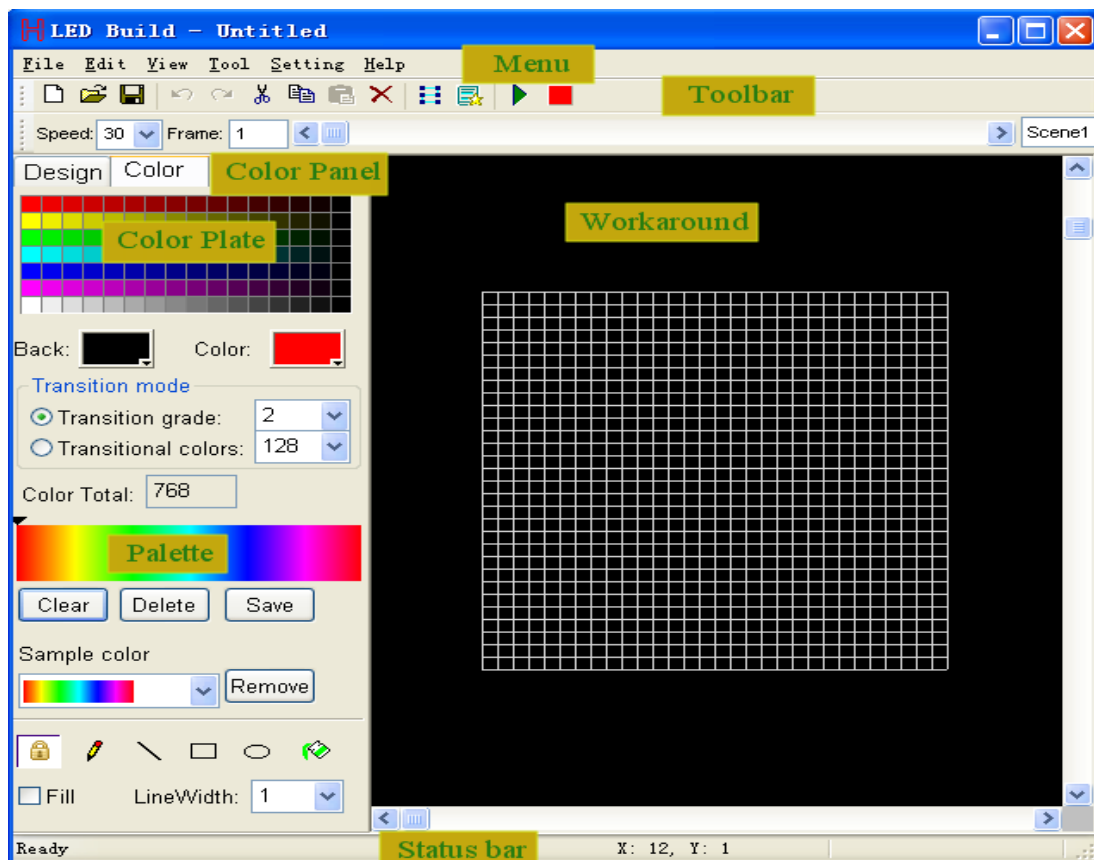 LED Build - Untitled
File Edit View Tool Setting Help
Menu
Toolbar
Speed: 30 Frame: 1 Scene1
Design Color
Color Panel
Workaround
Color Plate
Back: Color:
Transition mode
Transition grade: 2
Transitional colors: 128
Color Total: 768
Palette
Clear Delete Save
Sample color
Remove
Fill LineWidth: 1
Ready Status bar X: 12, Y: 1